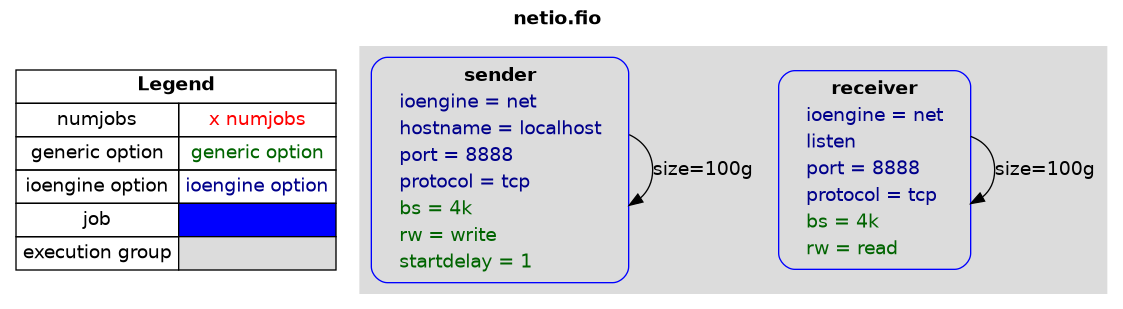 netio.fio
Legend
numjobs x numjobs
generic option generic option
ioengine option ioengine option
job
execution group
sender
ioengine = net
hostname = localhost
port = 8888
protocol = tcp
bs = 4k
rw = write
startdelay = 1
size=100g
receiver
ioengine = net
listen
port = 8888
protocol = tcp
bs = 4k
rw = read
size=100g